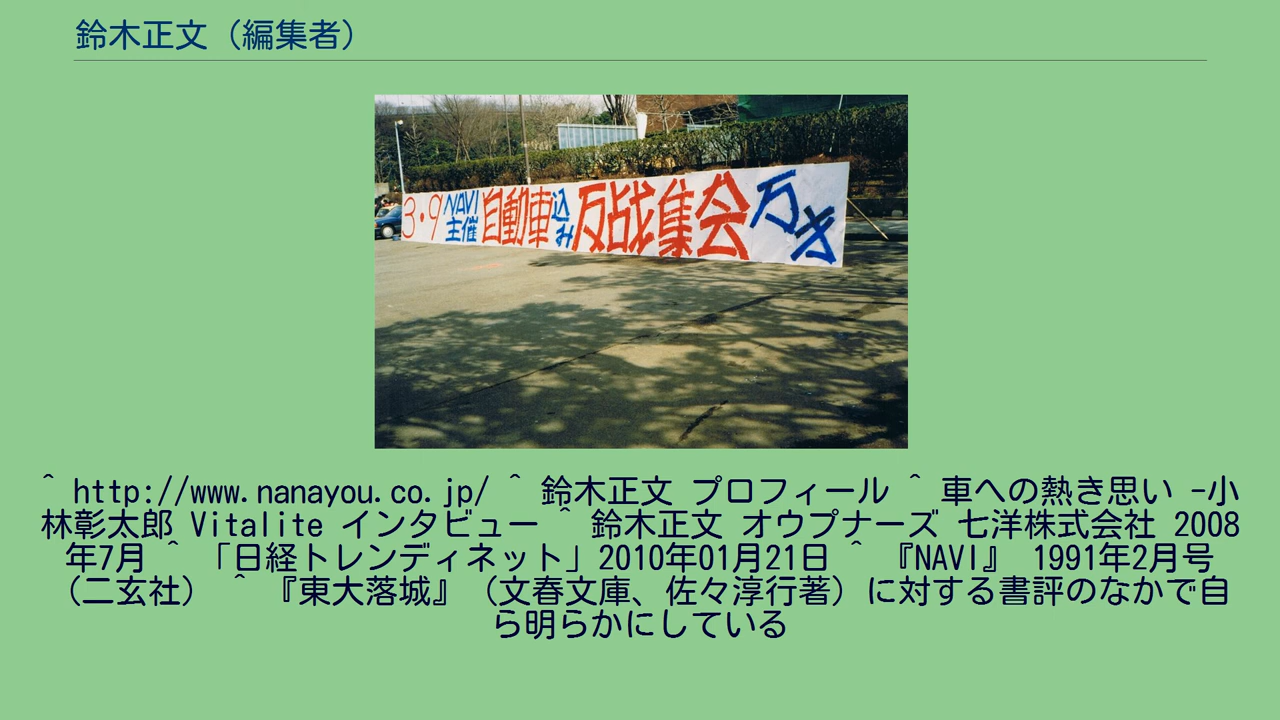 鈴木正文（編集者）
3・9 NAVI主催 自動車込み 反战集会 万才
^ http://www.nanayou.co.jp/ ^ 鈴木正文 プロフィール ^ 車への熱き思い -小
林彰太郎 Vitalite インタビュー ^ 鈴木正文 オウプナーズ 七洋株式会社 2008
年7月 ^ 「日経トレンディネット」2010年01月21日 ^ 『NAVI』 1991年2月号
（二玄社） ^ 『東大落城』（文春文庫、佐々淳行著）に対する書評のなかで自
ら明らかにしている